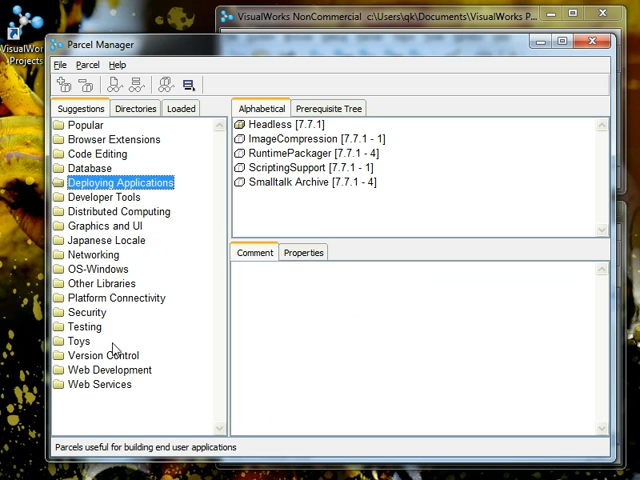 VisualWorks NonCommercial c:\Users\qk\Documents\VisualWorks P...
VisualWor
Projects
Parcel Manager
File Parcel Help
Suggestions Directories Loaded
Popular
Browser Extensions
Code Editing
Database
Deploying Applications
Developer Tools
Distributed Computing
Graphics and UI
Japanese Locale
Networking
OS-Windows
Other Libraries
Platform Connectivity
Security
Testing
Toys
Version Control
Web Development
Web Services
Alphabetical Prerequisite Tree
Headless [7.7.1]
ImageCompression [7.7.1 - 1]
RuntimePackager [7.7.1 - 4]
ScriptingSupport [7.7.1 - 1]
Smalltalk Archive [7.7.1 - 4]
Comment Properties
Parcels useful for building end user applications